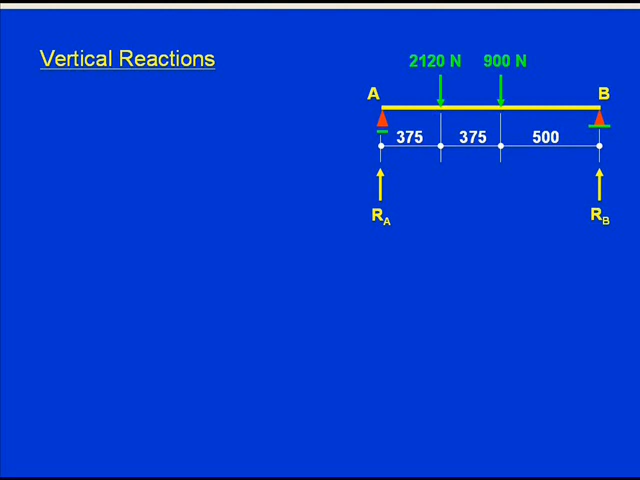 Vertical Reactions
2120 N 900 N
A B
375 375 500
RA RB